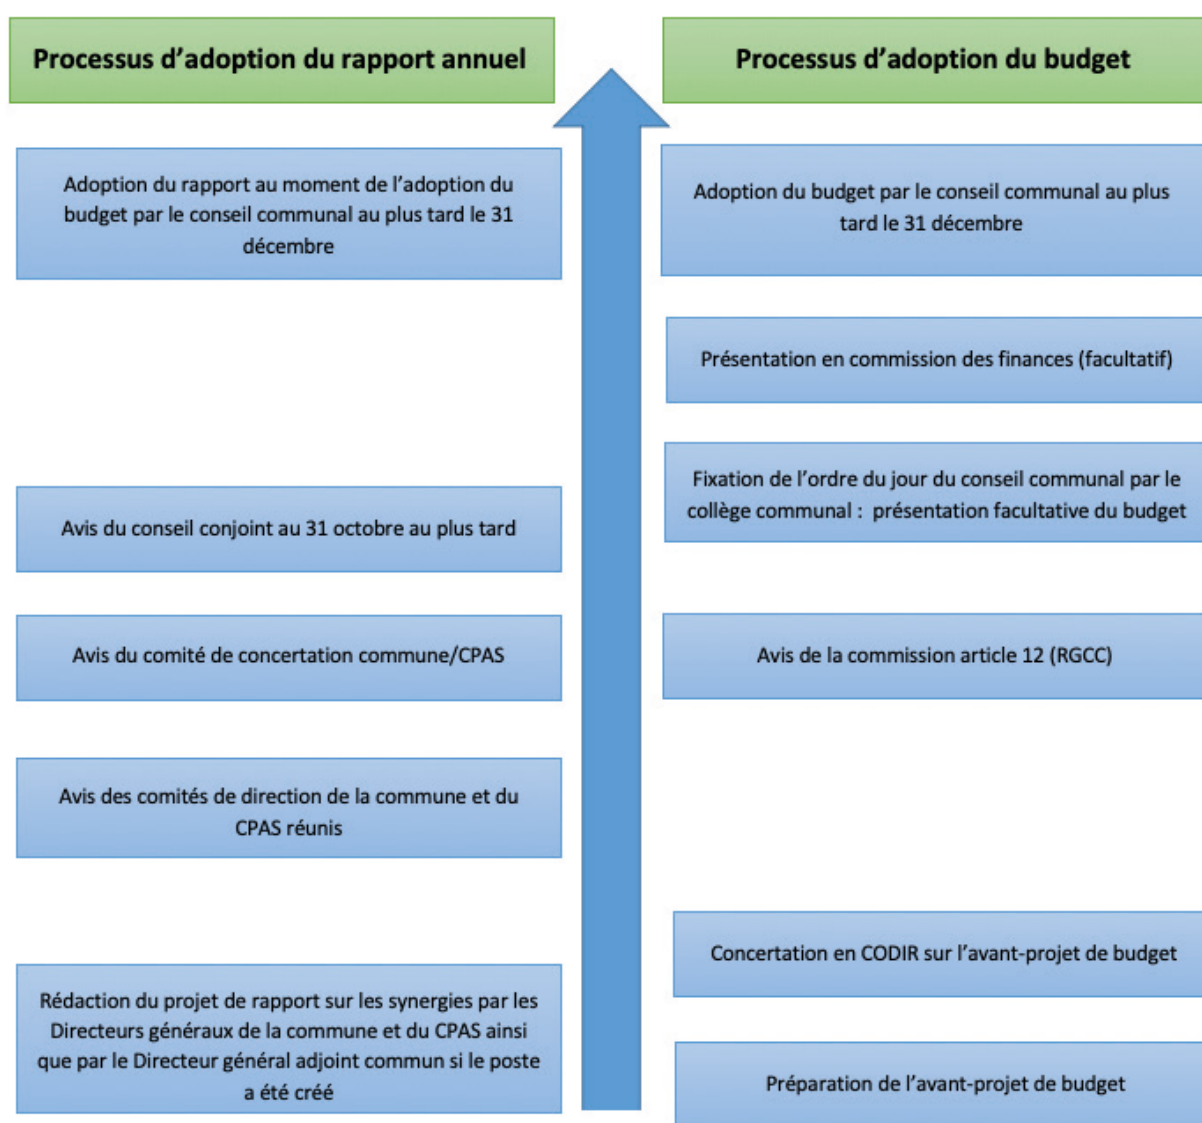 Processus d’adoption du rapport annuel
Adoption du rapport au moment de l’adoption du
budget par le conseil communal au plus tard le 31
décembre
Avis du conseil conjoint au 31 octobre au plus tard
Avis du comité de concertation commune/CPAS
Avis des comités de direction de la commune et du
CPAS réunis
Rédaction du projet de rapport sur les synergies par les
Directeurs généraux de la commune et du CPAS ainsi
que par le Directeur général adjoint commun si le poste
a été créé
Processus d’adoption du budget
Adoption du budget par le conseil communal au plus
tard le 31 décembre
Présentation en commission des finances (facultatif)
Fixation de l’ordre du jour du conseil communal par le
collège communal :  présentation facultative du budget
Avis de la commission article 12 (RGCC)
Concertation en CODIR sur l’avant-projet de budget
Préparation de l’avant-projet de budget